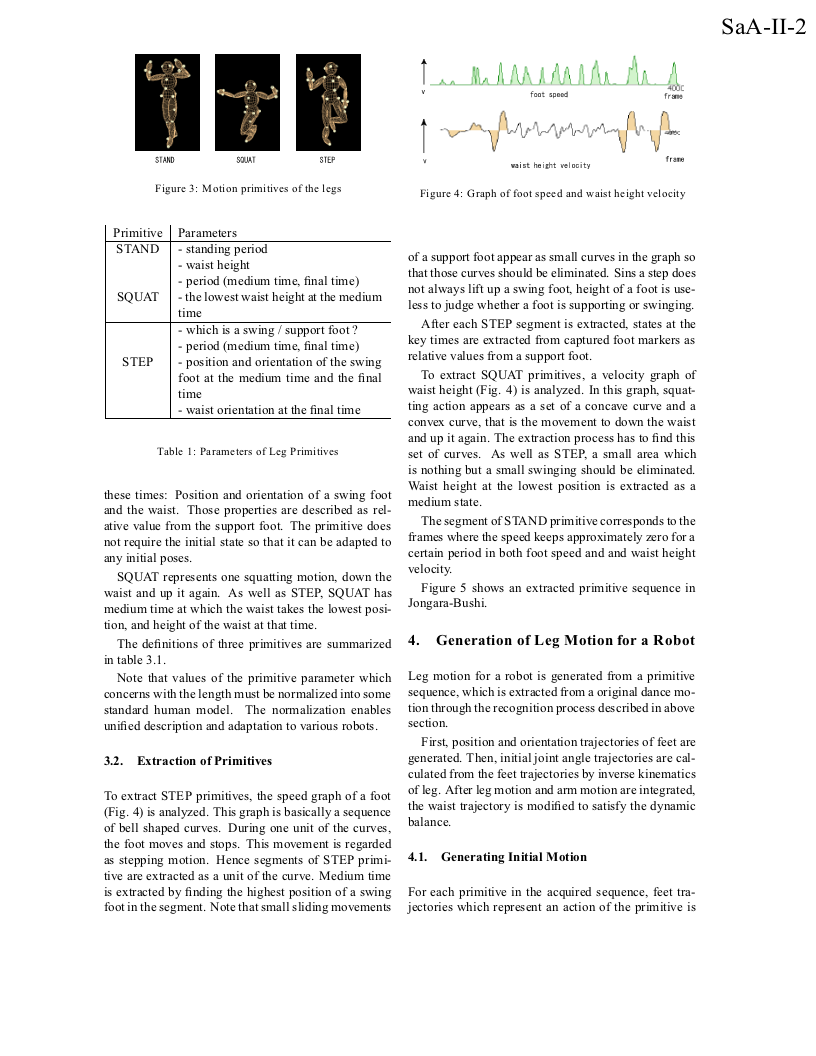 SaA-II-2
STAND SQUAT STEP
Figure 3: Motion primitives of the legs
Primitive Parameters
STAND - standing period
- waist height
- period (medium time, final time)
SQUAT - the lowest waist height at the medium
time
- which is a swing / support foot ?
- period (medium time, final time)
STEP - position and orientation of the swing
foot at the medium time and the final
time
- waist orientation at the final time
Table 1: Parameters of Leg Primitives
these times: Position and orientation of a swing foot
and the waist. Those properties are described as rel-
ative value from the support foot. The primitive does
not require the initial state so that it can be adapted to
any initial poses.
SQUAT represents one squatting motion, down the
waist and up it again. As well as STEP, SQUAT has
medium time at which the waist takes the lowest posi-
tion, and height of the waist at that time.
The definitions of three primitives are summarized
in table 3.1.
Note that values of the primitive parameter which
concerns with the length must be normalized into some
standard human model. The normalization enables
unified description and adaptation to various robots.
3.2. Extraction of Primitives
To extract STEP primitives, the speed graph of a foot
(Fig. 4) is analyzed. This graph is basically a sequence
of bell shaped curves. During one unit of the curves,
the foot moves and stops. This movement is regarded
as stepping motion. Hence segments of STEP primi-
tive are extracted as a unit of the curve. Medium time
is extracted by finding the highest position of a swing
foot in the segment. Note that small sliding movements
v
foot speed
4000
frame
v
waist height velocity
4000
frame
Figure 4: Graph of foot speed and waist height velocity
of a support foot appear as small curves in the graph so
that those curves should be eliminated. Sins a step does
not always lift up a swing foot, height of a foot is use-
less to judge whether a foot is supporting or swinging.
After each STEP segment is extracted, states at the
key times are extracted from captured foot markers as
relative values from a support foot.
To extract SQUAT primitives, a velocity graph of
waist height (Fig. 4) is analyzed. In this graph, squat-
ting action appears as a set of a concave curve and a
convex curve, that is the movement to down the waist
and up it again. The extraction process has to find this
set of curves. As well as STEP, a small area which
is nothing but a small swinging should be eliminated.
Waist height at the lowest position is extracted as a
medium state.
The segment of STAND primitive corresponds to the
frames where the speed keeps approximately zero for a
certain period in both foot speed and and waist height
velocity.
Figure 5 shows an extracted primitive sequence in
Jongara-Bushi.
4. Generation of Leg Motion for a Robot
Leg motion for a robot is generated from a primitive
sequence, which is extracted from a original dance mo-
tion through the recognition process described in above
section.
First, position and orientation trajectories of feet are
generated. Then, initial joint angle trajectories are cal-
culated from the feet trajectories by inverse kinematics
of leg. After leg motion and arm motion are integrated,
the waist trajectory is modified to satisfy the dynamic
balance.
4.1. Generating Initial Motion
For each primitive in the acquired sequence, feet tra-
jectories which represent an action of the primitive is